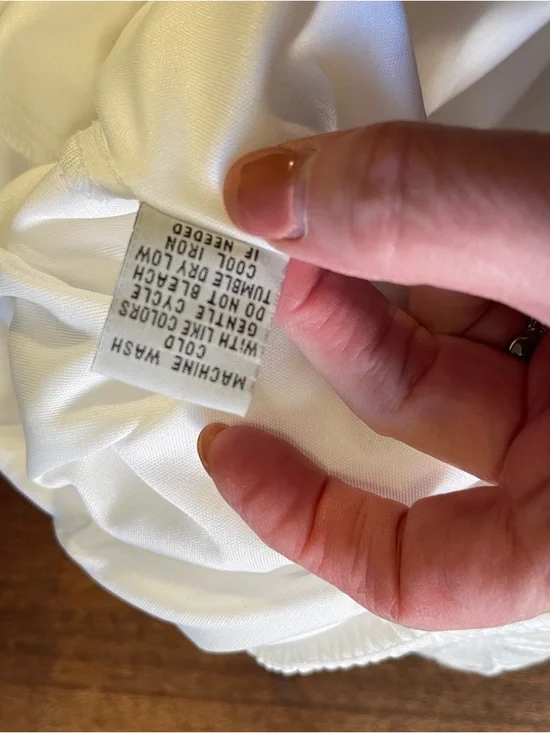 MACHINE WASH
COLD
WITH LIKE COLORS
GENTLE CYCLE
DO NOT BLEACH
TUMBLE DRY LOW
COOL IRON
IF NEEDED